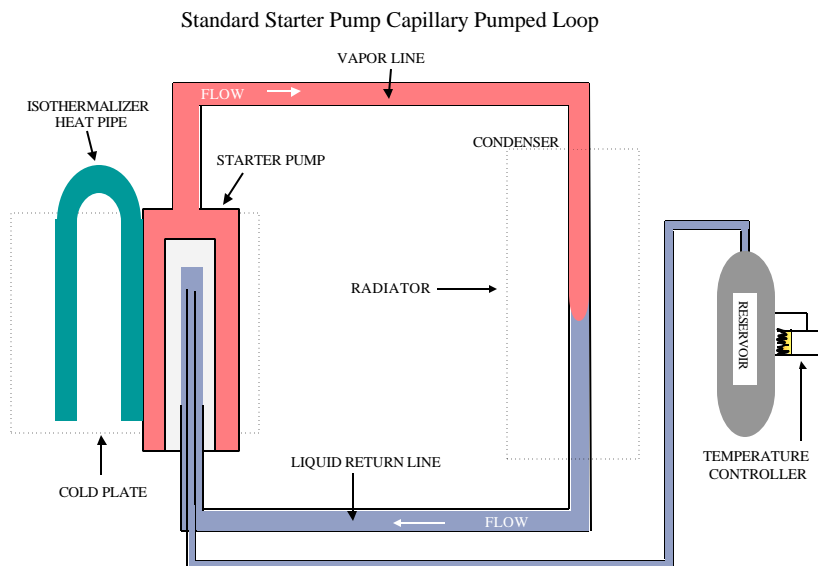 Standard Starter Pump Capillary Pumped Loop
VAPOR LINE
FLOW
ISOTHERMALIZER
HEAT PIPE
CONDENSER
STARTER PUMP
RADIATOR
RESERVOIR
LIQUID RETURN LINE
TEMPERATURE
CONTROLLER
COLD PLATE
FLOW